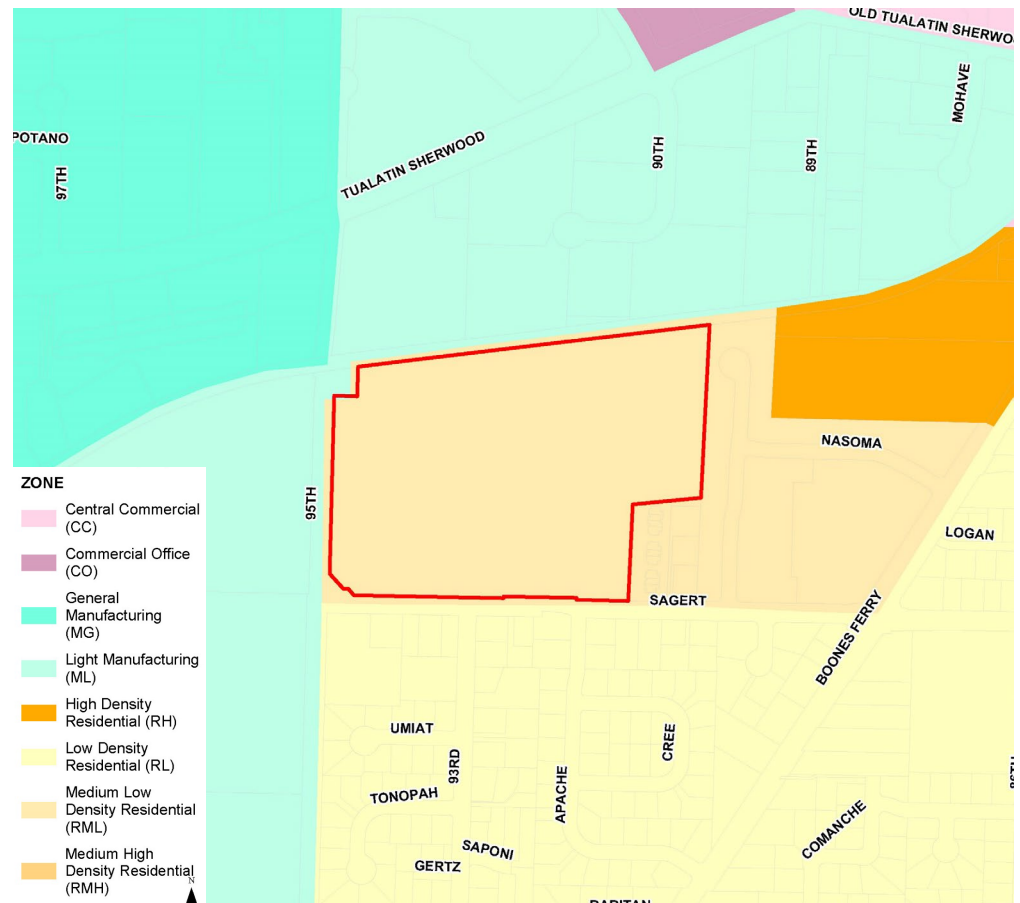 OLD TUALATIN SHERWO
MOHAVE
POTANO
TUALATIN SHERWOOD
90TH
89TH
97TH
NASOMA
95TH
LOGAN
SAGERT
BOONES FERRY
UMIAT
CREE
93RD
TONOPAH
APACHE
COMANCHE
SAPONI
GERTZ
ZONE
Central Commercial
(CC)
Commercial Office
(CO)
General
Manufacturing
(MG)
Light Manufacturing
(ML)
High Density
Residential (RH)
Low Density
Residential (RL)
Medium Low
Density Residential
(RML)
Medium High
Density Residential
(RMH)
N